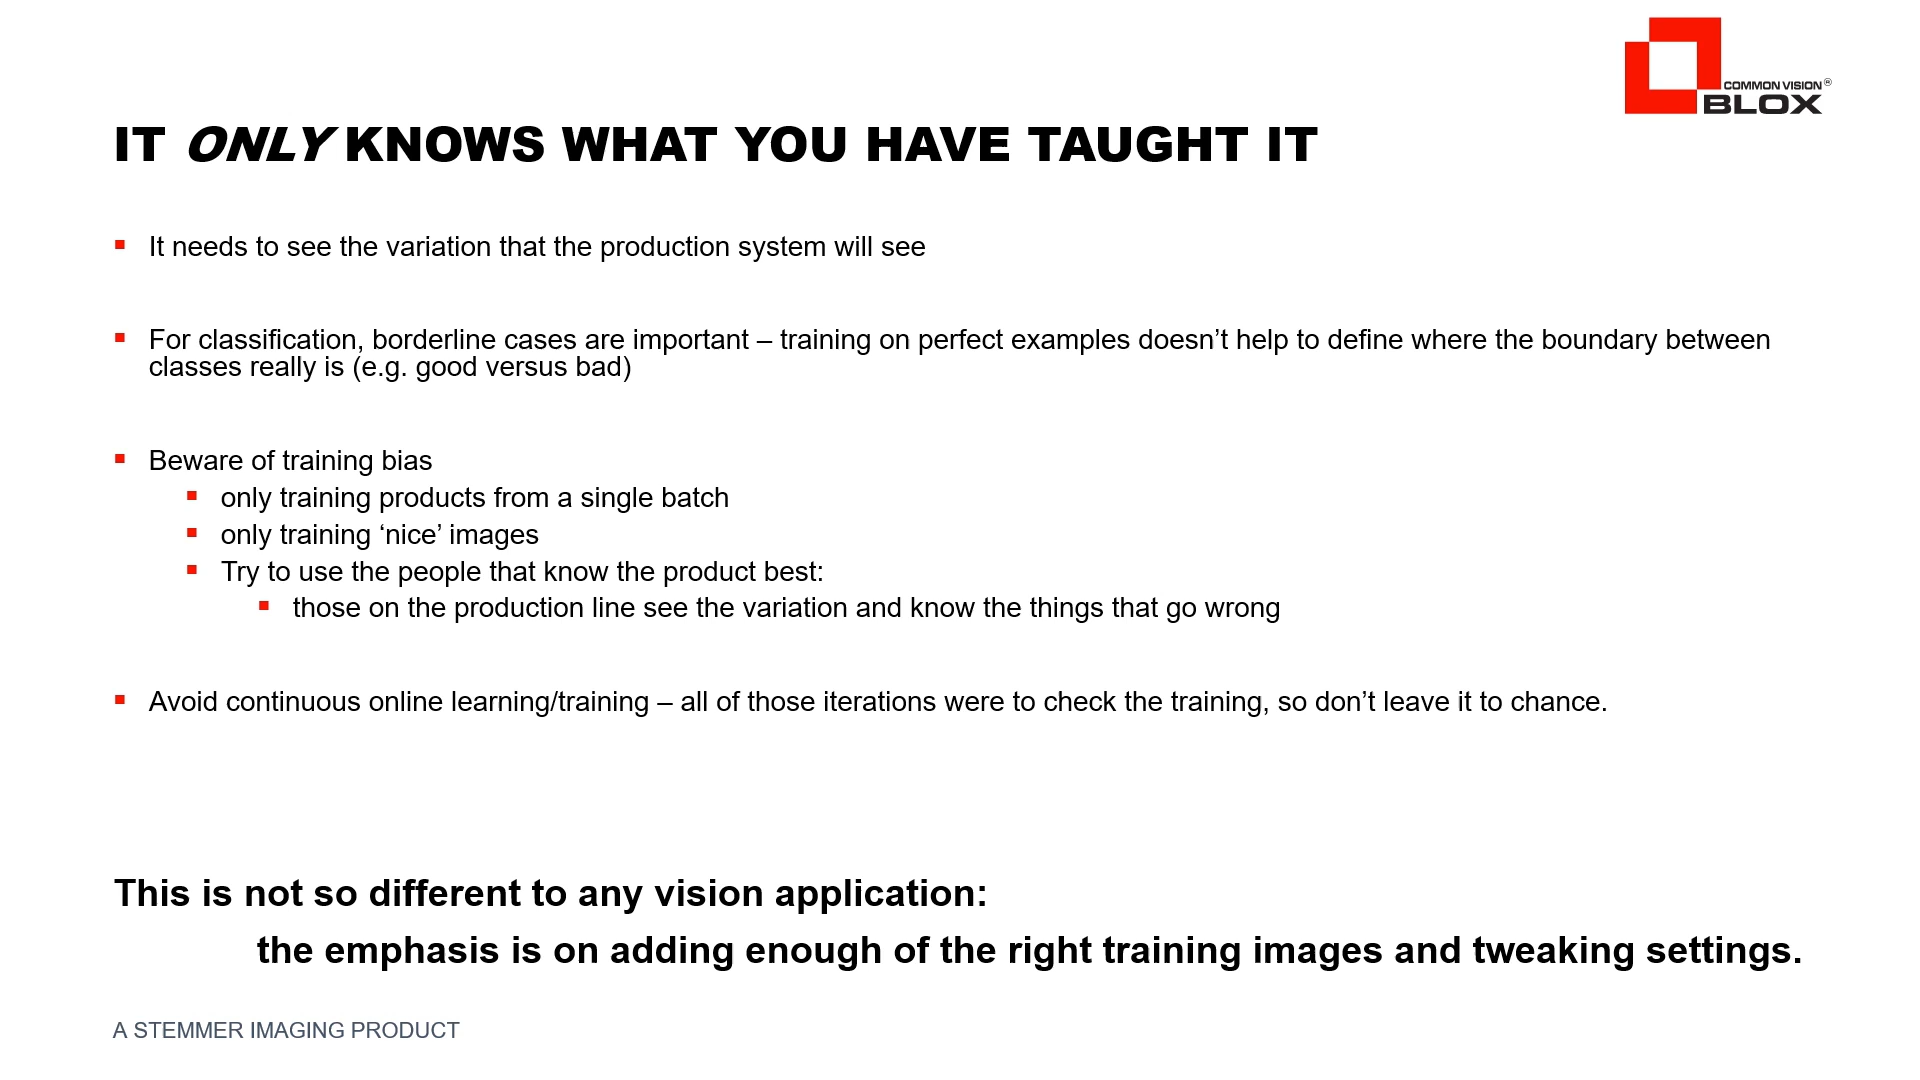 COMMON VISION®
BLOX
IT ONLY KNOWS WHAT YOU HAVE TAUGHT IT
▪ It needs to see the variation that the production system will see
▪ For classification, borderline cases are important – training on perfect examples doesn’t help to define where the boundary between
classes really is (e.g. good versus bad)
▪ Beware of training bias
▪ only training products from a single batch
▪ only training ‘nice’ images
▪ Try to use the people that know the product best:
▪ those on the production line see the variation and know the things that go wrong
▪ Avoid continuous online learning/training – all of those iterations were to check the training, so don’t leave it to chance.
This is not so different to any vision application:
the emphasis is on adding enough of the right training images and tweaking settings.
A STEMMER IMAGING PRODUCT